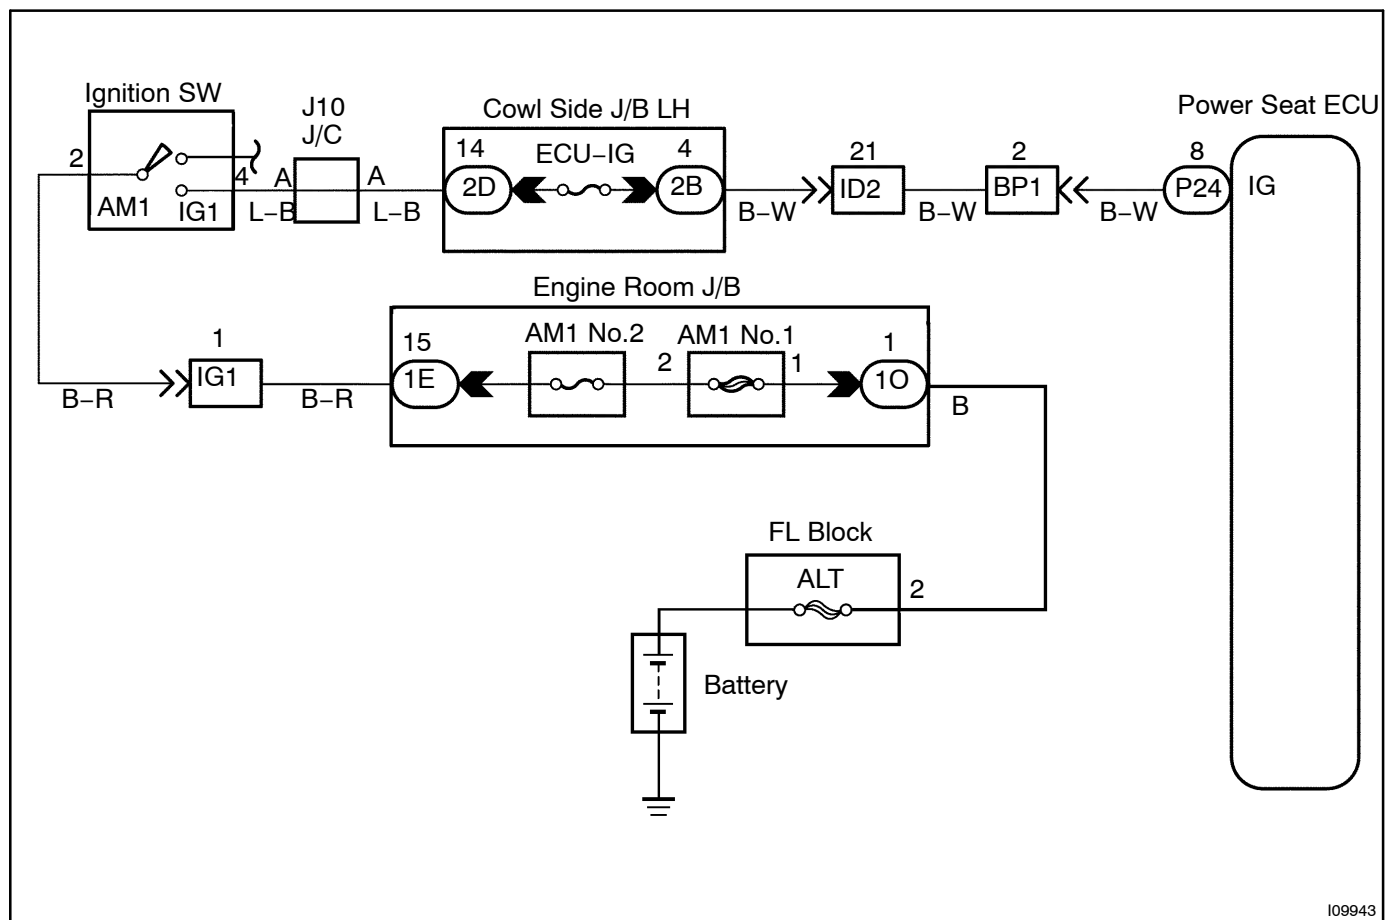 Ignition SW
J10
J/C
Cowl Side J/B LH
Power Seat ECU
2
4
A
A
14
ECU−IG
4
21
2
8
AM1
IG1
L−B
L−B
2D
2B
B−W
ID2
B−W
BP1
B−W
P24
IG
Engine Room J/B
1
15
AM1 No.2
2
AM1 No.1
1
1
B−R
IG1
B−R
1E
1O
B
FL Block
ALT
2
Battery
I09943